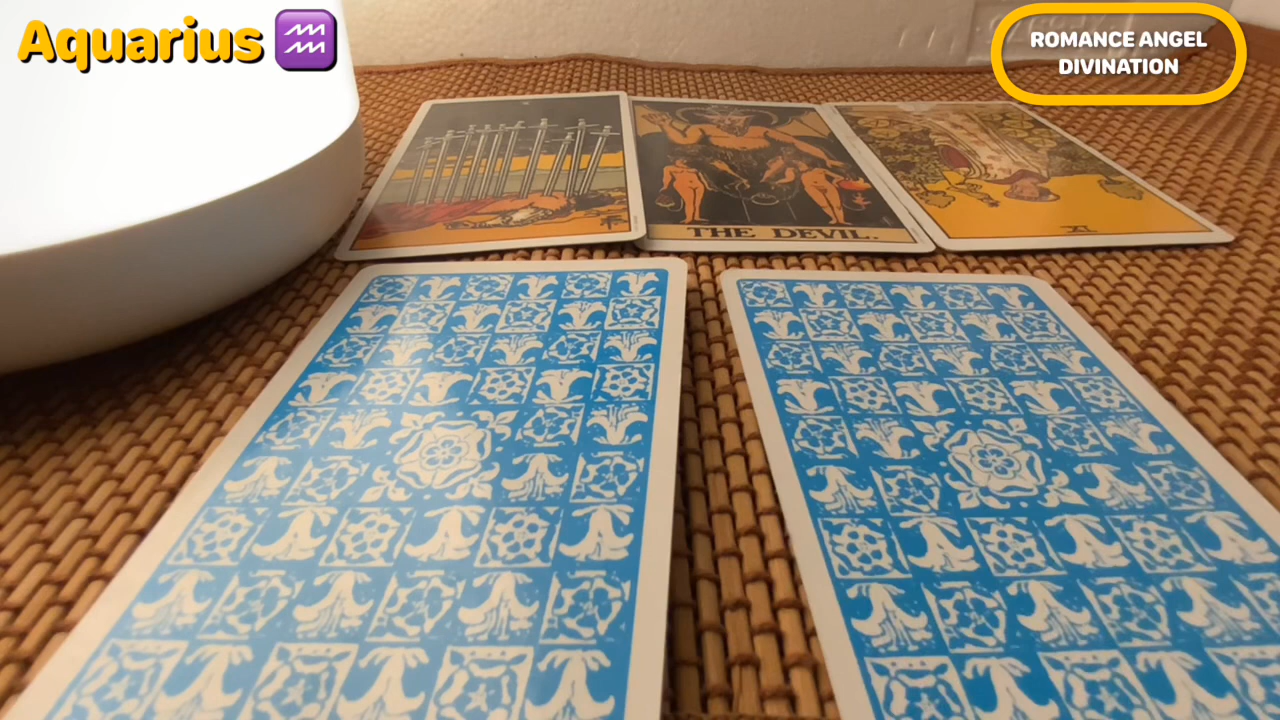 Aquarius ♒
ROMANCE ANGEL
DIVINATION
THE DEVIL.